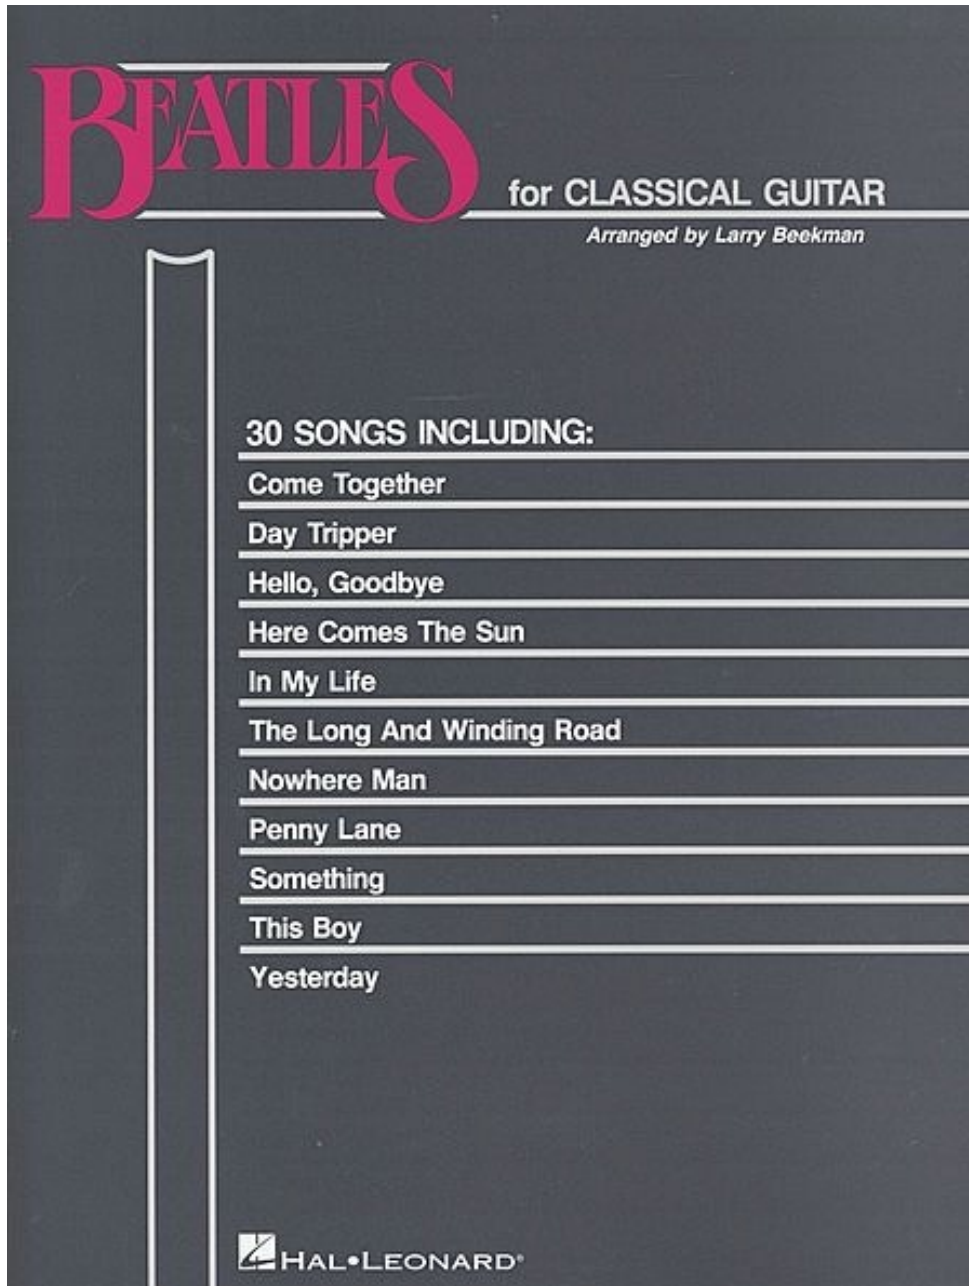 BEATLES
for CLASSICAL GUITAR
Arranged by Larry Beekman
30 SONGS INCLUDING:
Come Together
Day Tripper
Hello, Goodbye
Here Comes The Sun
In My Life
The Long And Winding Road
Nowhere Man
Penny Lane
Something
This Boy
Yesterday
HAL•LEONARD®